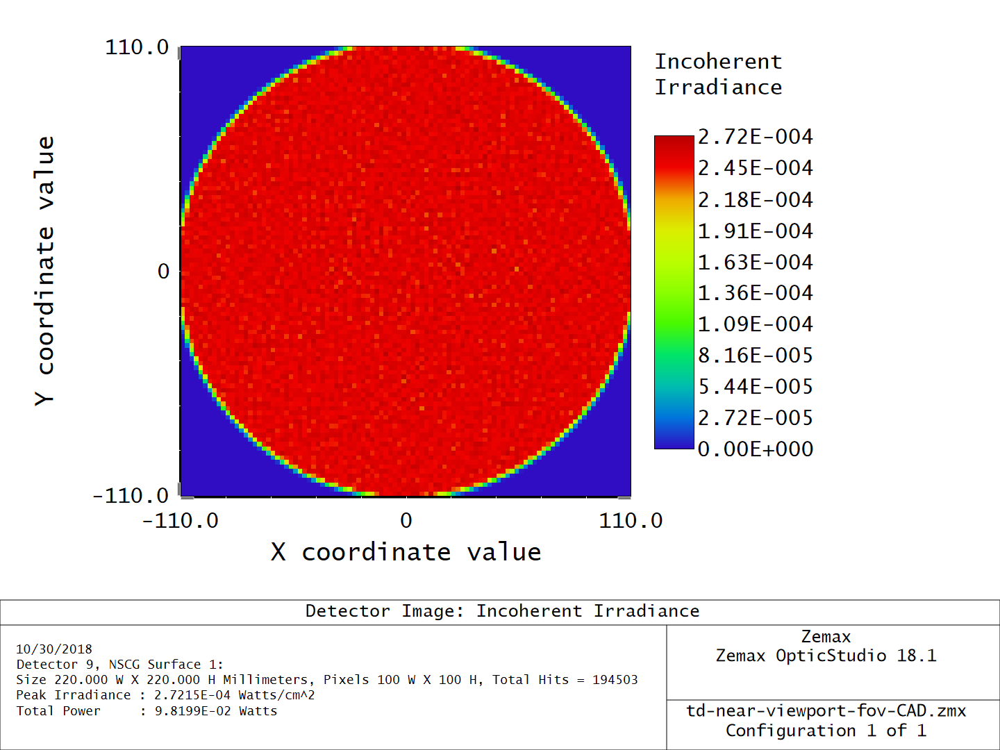 110.0
0
-110.0
Y coordinate value
-110.0
0
110.0
X coordinate value
Incoherent
Irradiance
2.72E-004
2.45E-004
2.18E-004
1.91E-004
1.63E-004
1.36E-004
1.09E-004
8.16E-005
5.44E-005
2.72E-005
0.00E+000
Detector Image: Incoherent Irradiance
10/30/2018
Detector 9, NSCG Surface 1:
Size 220.000 W X 220.000 H Millimeters, Pixels 100 W X 100 H, Total Hits = 194503
Peak Irradiance : 2.7215E-04 Watts/cm^2
Total Power     : 9.8199E-02 Watts
Zemax
Zemax OpticStudio 18.1
td-near-viewport-fov-CAD.zmx
Configuration 1 of 1